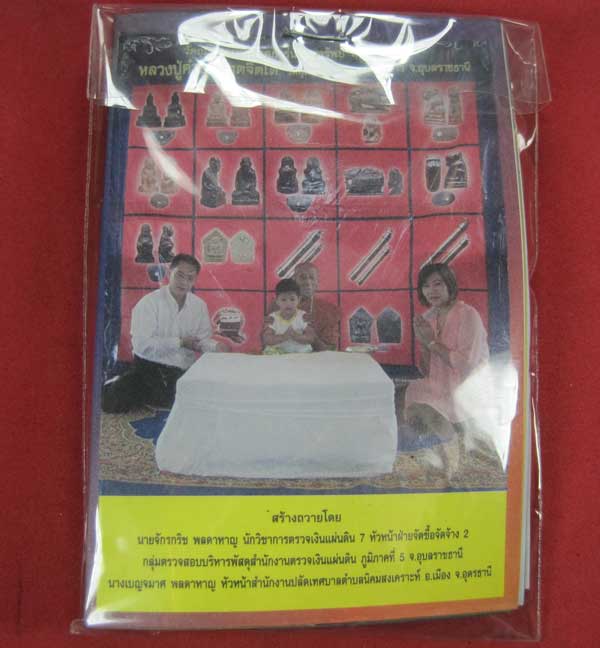 หลวงปู่คำ
จ.อุบลราชธานี
สร้างถวายโดย
นายจักรกริช พลดาหาญ นักวิชาการตรวจเงินแผ่นดิน 7 หัวหน้าฝ่ายจัดซื้อจัดจ้าง 2
กลุ่มตรวจสอบบริหารพัสดุสำนักงานตรวจเงินแผ่นดิน ภูมิภาคที่ 5 จ.อุบลราชธานี
นางเบญจมาศ พลดาหาญ หัวหน้าสำนักงานปลัดเทศบาลตำบลนิคมสงเคราะห์ อ.เมือง จ.อุดรธานี